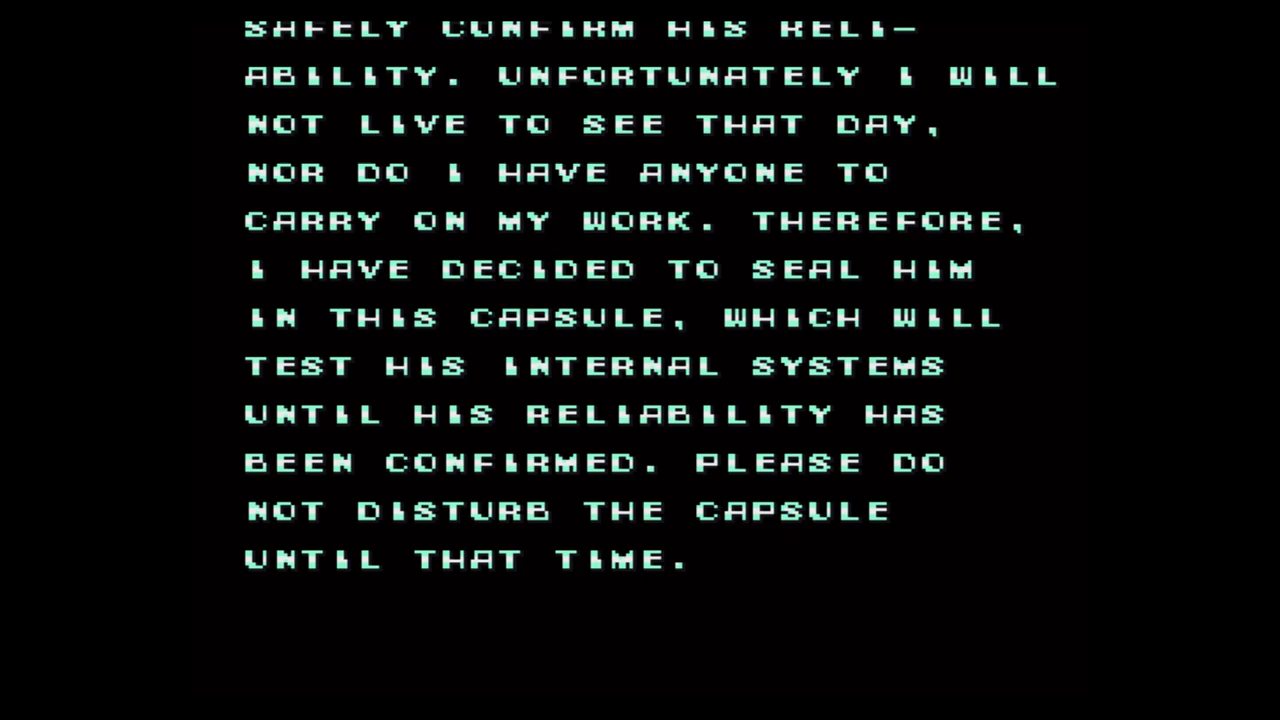 SAFELY CONFIRM HIS RELI-
ABILITY. UNFORTUNATELY I WILL
NOT LIVE TO SEE THAT DAY,
NOR DO I HAVE ANYONE TO
CARRY ON MY WORK. THEREFORE,
I HAVE DECIDED TO SEAL HIM
IN THIS CAPSULE, WHICH WILL
TEST HIS INTERNAL SYSTEMS
UNTIL HIS RELIABILITY HAS
BEEN CONFIRMED. PLEASE DO
NOT DISTURB THE CAPSULE
UNTIL THAT TIME.